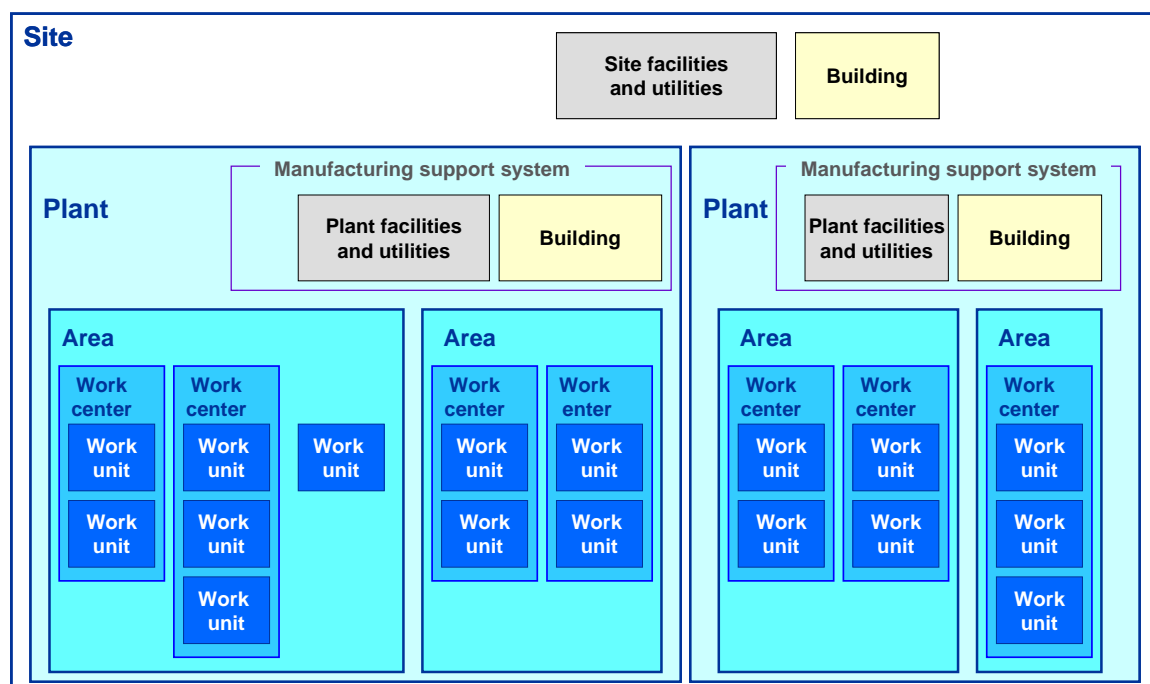 Site
Site facilities
and utilities
Building
Manufacturing support system
Plant
Plant facilities
and utilities
Building
Area
Work
center
Work
unit
Work
unit
Work
center
Work
unit
Work
unit
Work
unit
Work
unit
Area
Work
center
Work
unit
Work
unit
Work
enter
Work
unit
Work
unit
Manufacturing support system
Plant
Plant facilities
and utilities
Building
Area
Work
center
Work
unit
Work
unit
Work
center
Work
unit
Work
unit
Area
Work
center
Work
unit
Work
unit
Work
unit